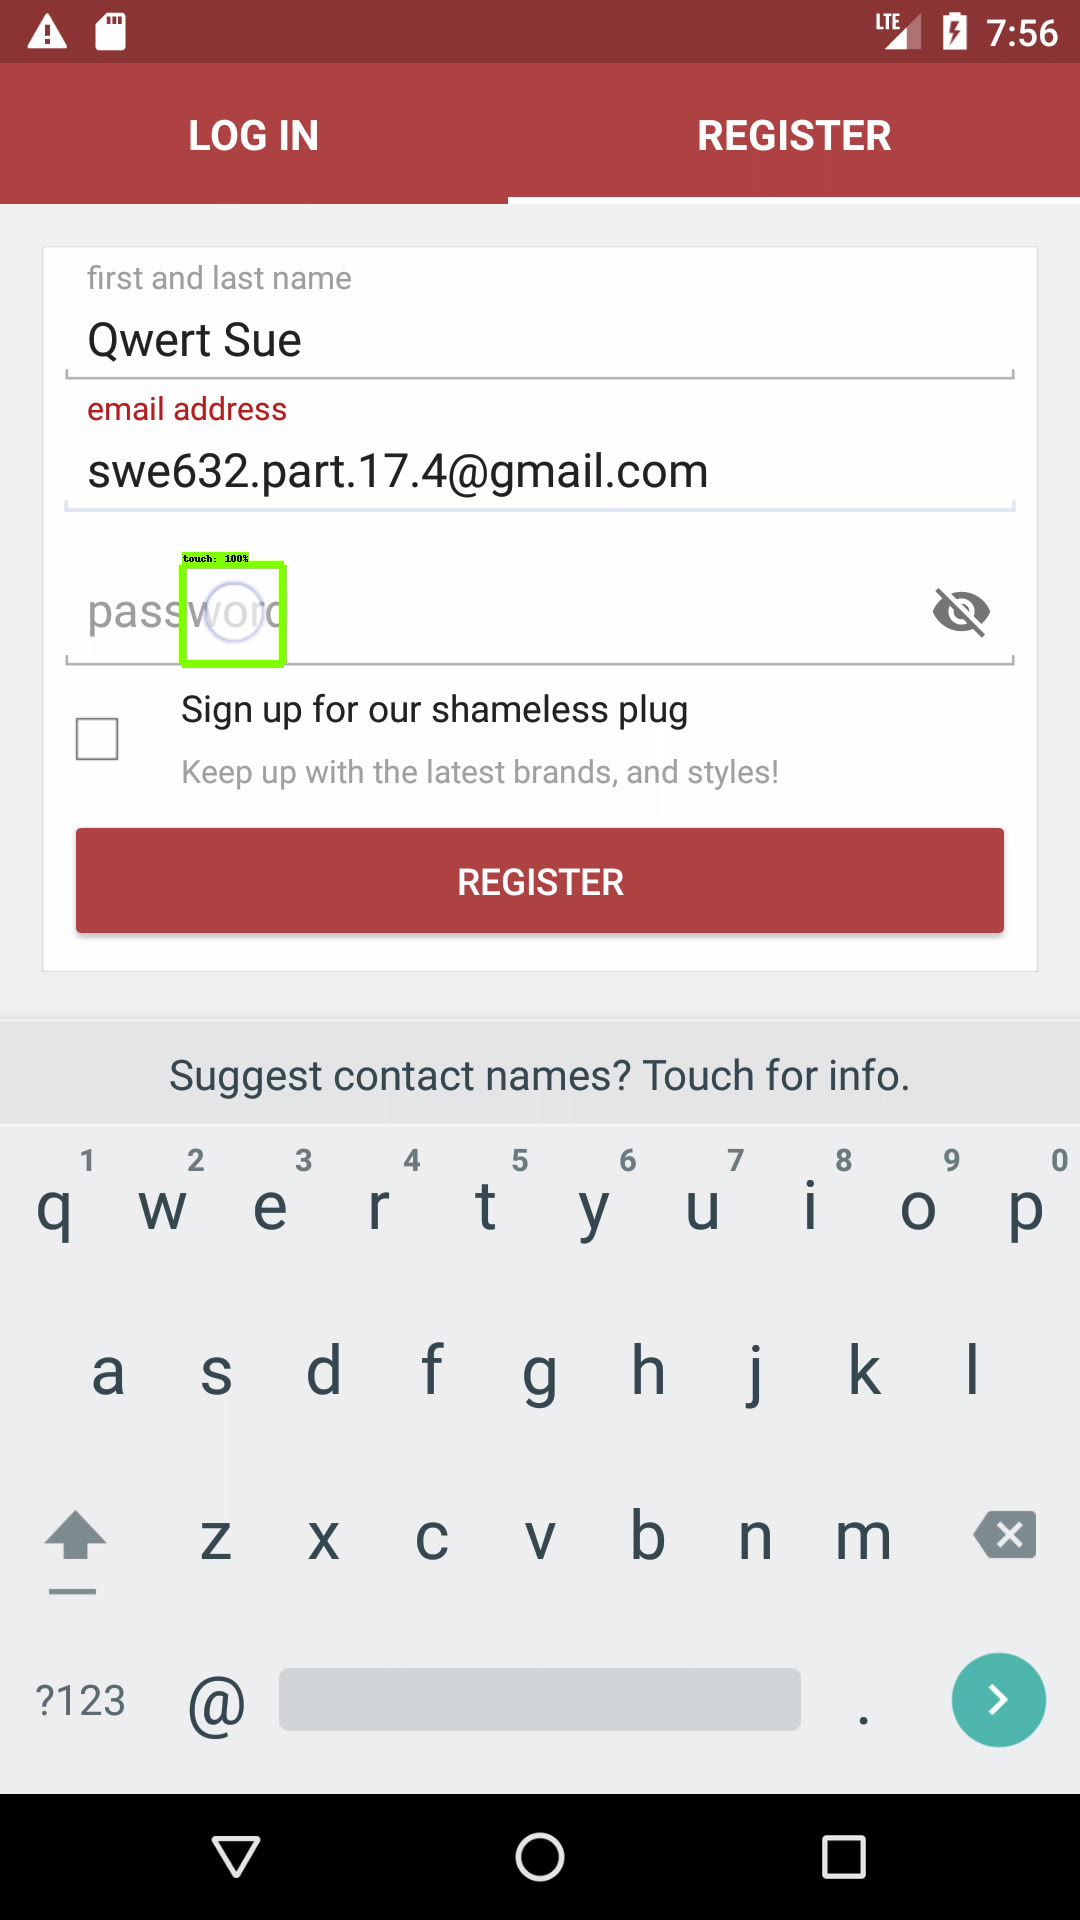 LTE 7:56
LOG IN REGISTER
first and last name
Qwert Sue
email address
swe632.part.17.4@gmail.com
touch: 100%
password
Sign up for our shameless plug
Keep up with the latest brands, and styles!
REGISTER
Suggest contact names? Touch for info.
1 2 3 4 5 6 7 8 9 0
q w e r t y u i o p
a s d f g h j k l
z x c v b n m
?123 @ .